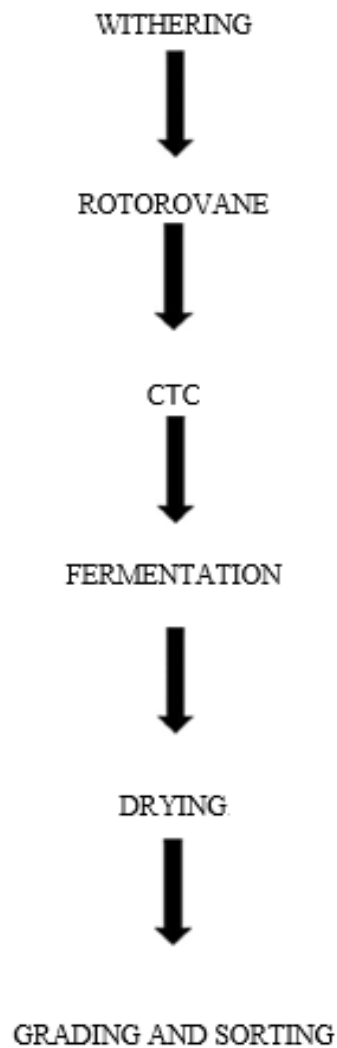 WITHERING
ROTOROVANE
CTC
FERMENTATION
DRYING
GRADING AND SORTING